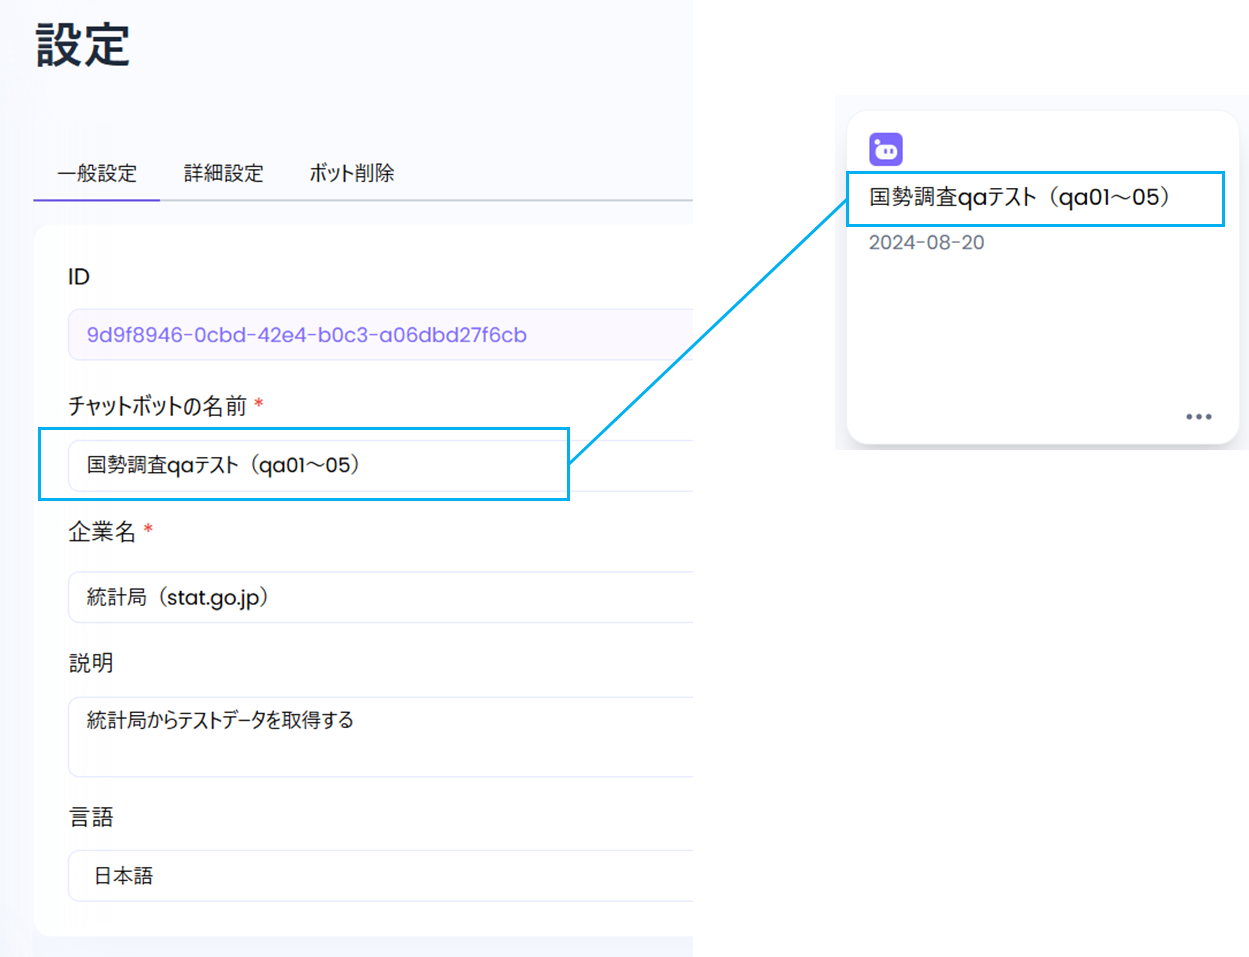 設定
一般設定
詳細設定
ボット削除
ID
9d9f8946-0cbd-42e4-b0c3-a06dbd27f6cb
チャットボットの名前 *
国勢調査qaテスト（qa01～05）
企業名 *
統計局（stat.go.jp）
説明
統計局からテストデータを取得する
言語
日本語
国勢調査qaテスト（qa01～05）
2024-08-20